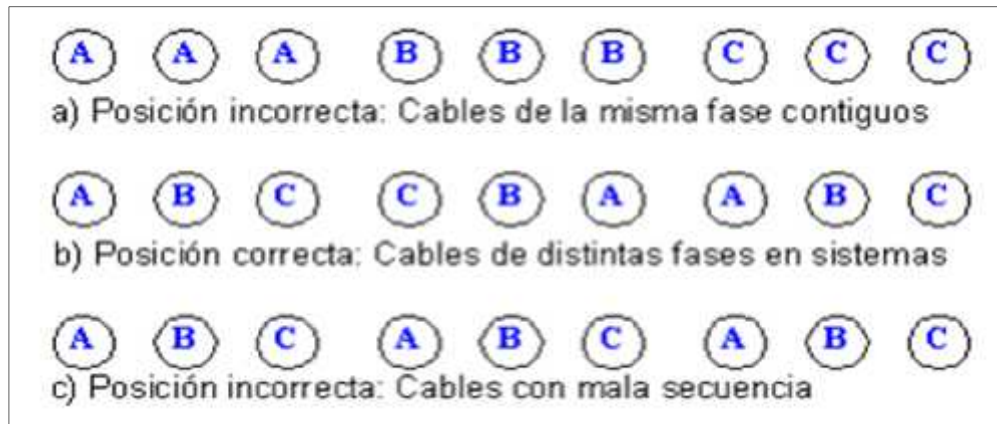 A A A B B B C C C
a) Posición incorrecta: Cables de la misma fase contiguos
A B C C B A A B C
b) Posición correcta: Cables de distintas fases en sistemas
A B C A B C A B C
c) Posición incorrecta: Cables con mala secuencia